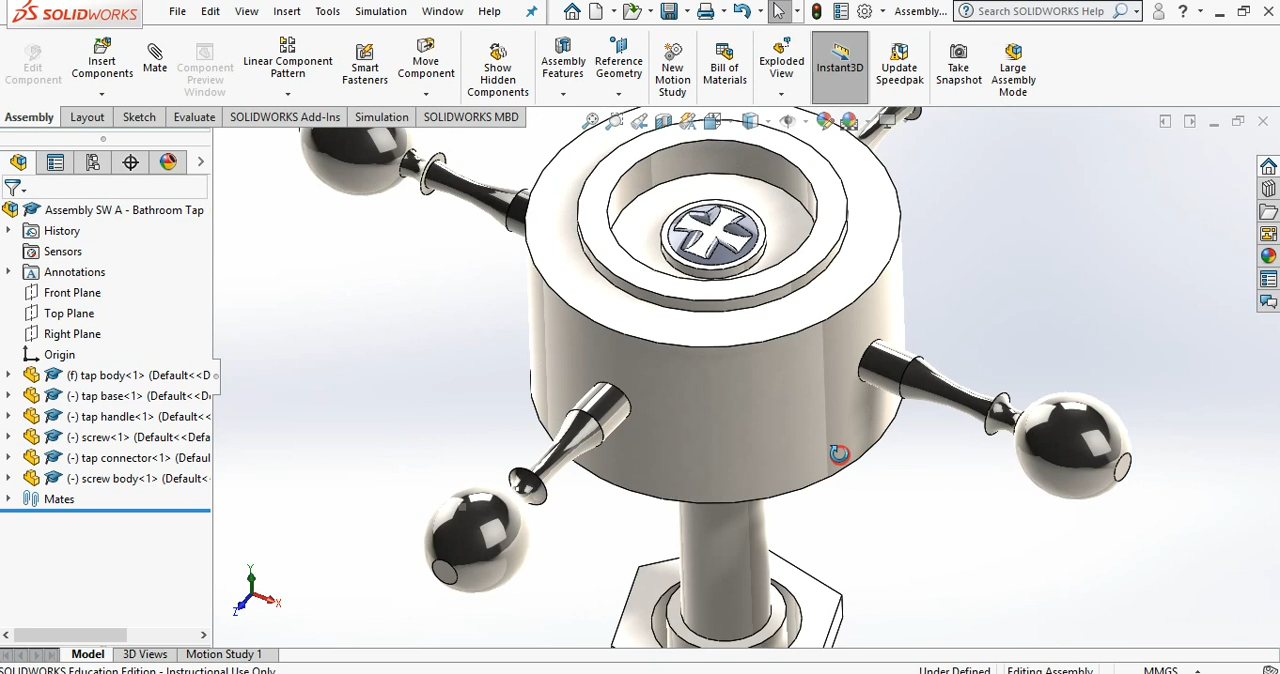 SOLIDWORKS
File Edit View Insert Tools Simulation Window Help
Assembly...
Search SOLIDWORKS Help
?
Edit Component
Insert Components
Mate
Component Preview Window
Linear Component Pattern
Smart Fasteners
Move Component
Show Hidden Components
Assembly Features
Reference Geometry
New Motion Study
Bill of Materials
Exploded View
Instant3D
Update Speedpak
Take Snapshot
Large Assembly Mode
Assembly Layout Sketch Evaluate SOLIDWORKS Add-Ins Simulation SOLIDWORKS MBD
Assembly SW A - Bathroom Tap
History
Sensors
Annotations
Front Plane
Top Plane
Right Plane
Origin
(f) tap body<1> (Default<<D
(-) tap base<1> (Default<<D
(-) tap handle<1> (Default<
(-) screw<1> (Default<<Defa
(-) tap connector<1> (Defaul
(-) screw body<1> (Default<
Mates
Y
X
Z
Model 3D Views Motion Study 1
SOLIDWORKS Education Edition - Instructional Use Only
Under Defined Editing Assembly MMGS